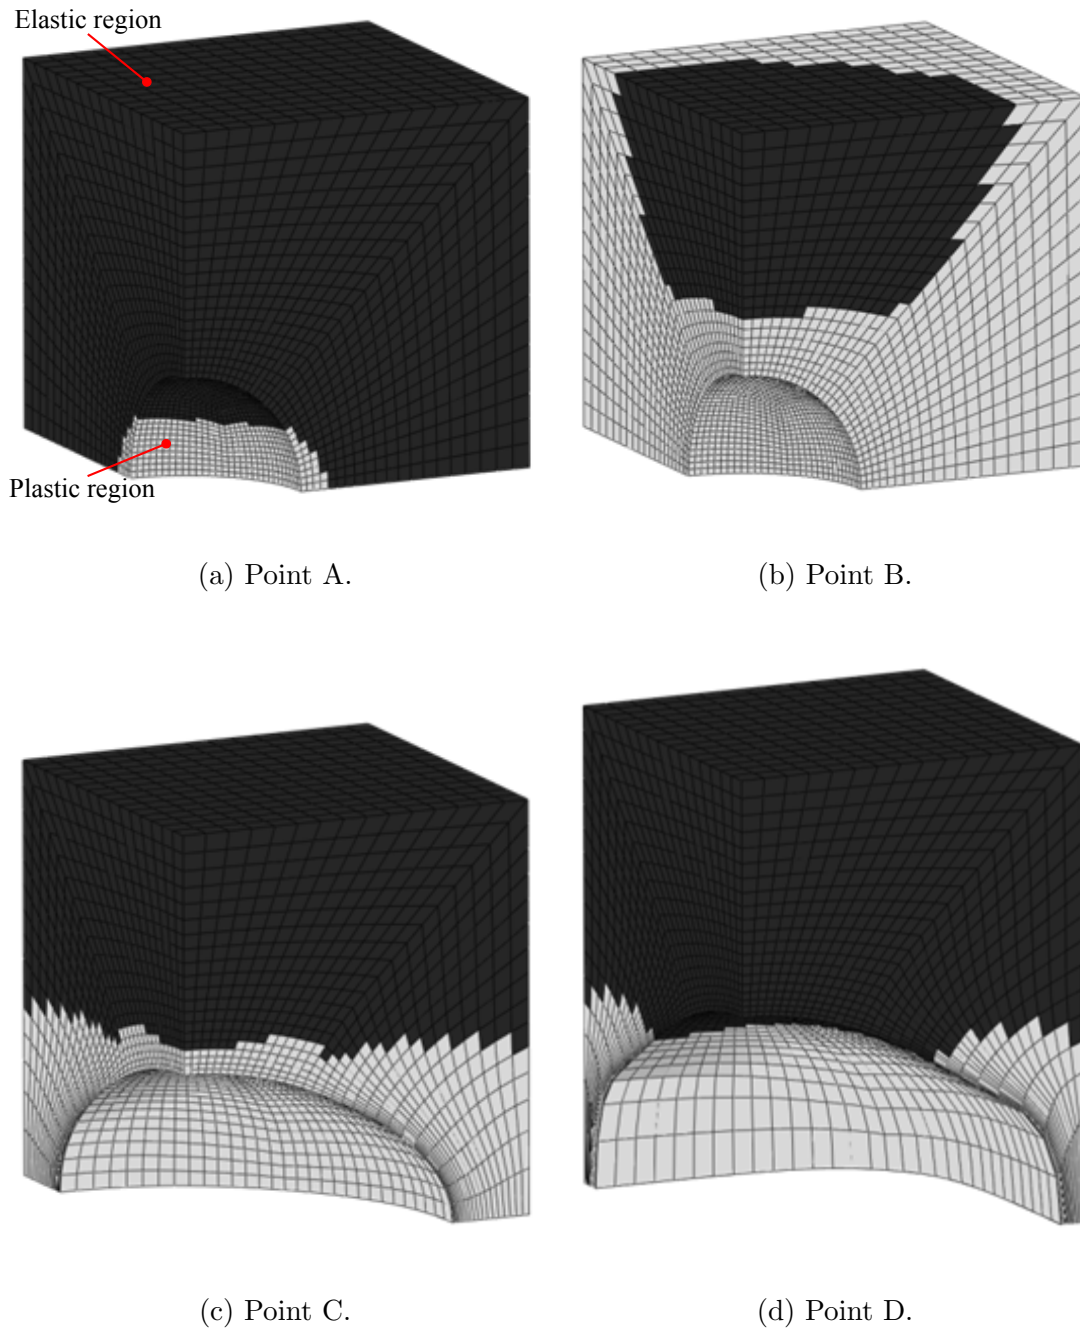 Elastic region
Plastic region
(a) Point A.
(b) Point B.
(c) Point C.
(d) Point D.